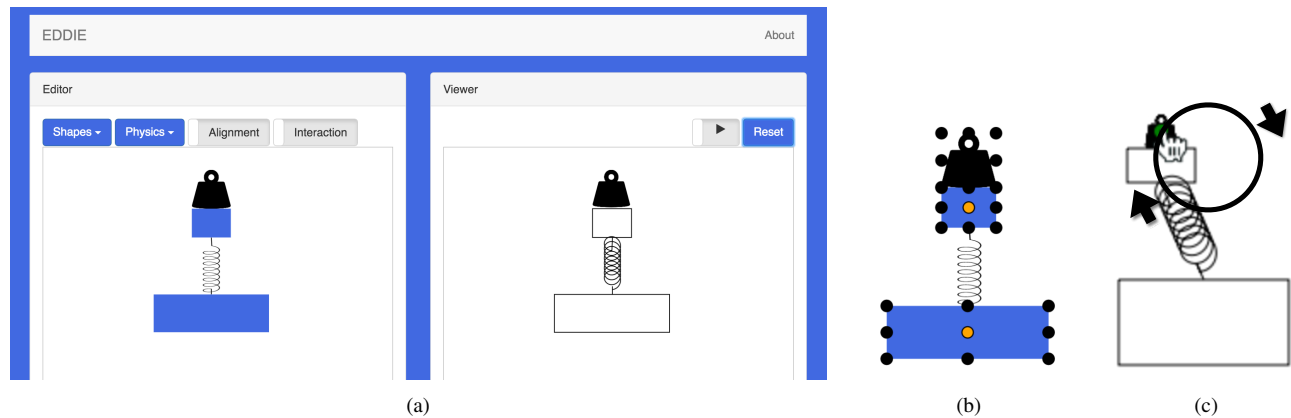 EDDIE About
Editor
Viewer
Shapes Physics Alignment Interaction
Reset
(a)
(b)
(c)